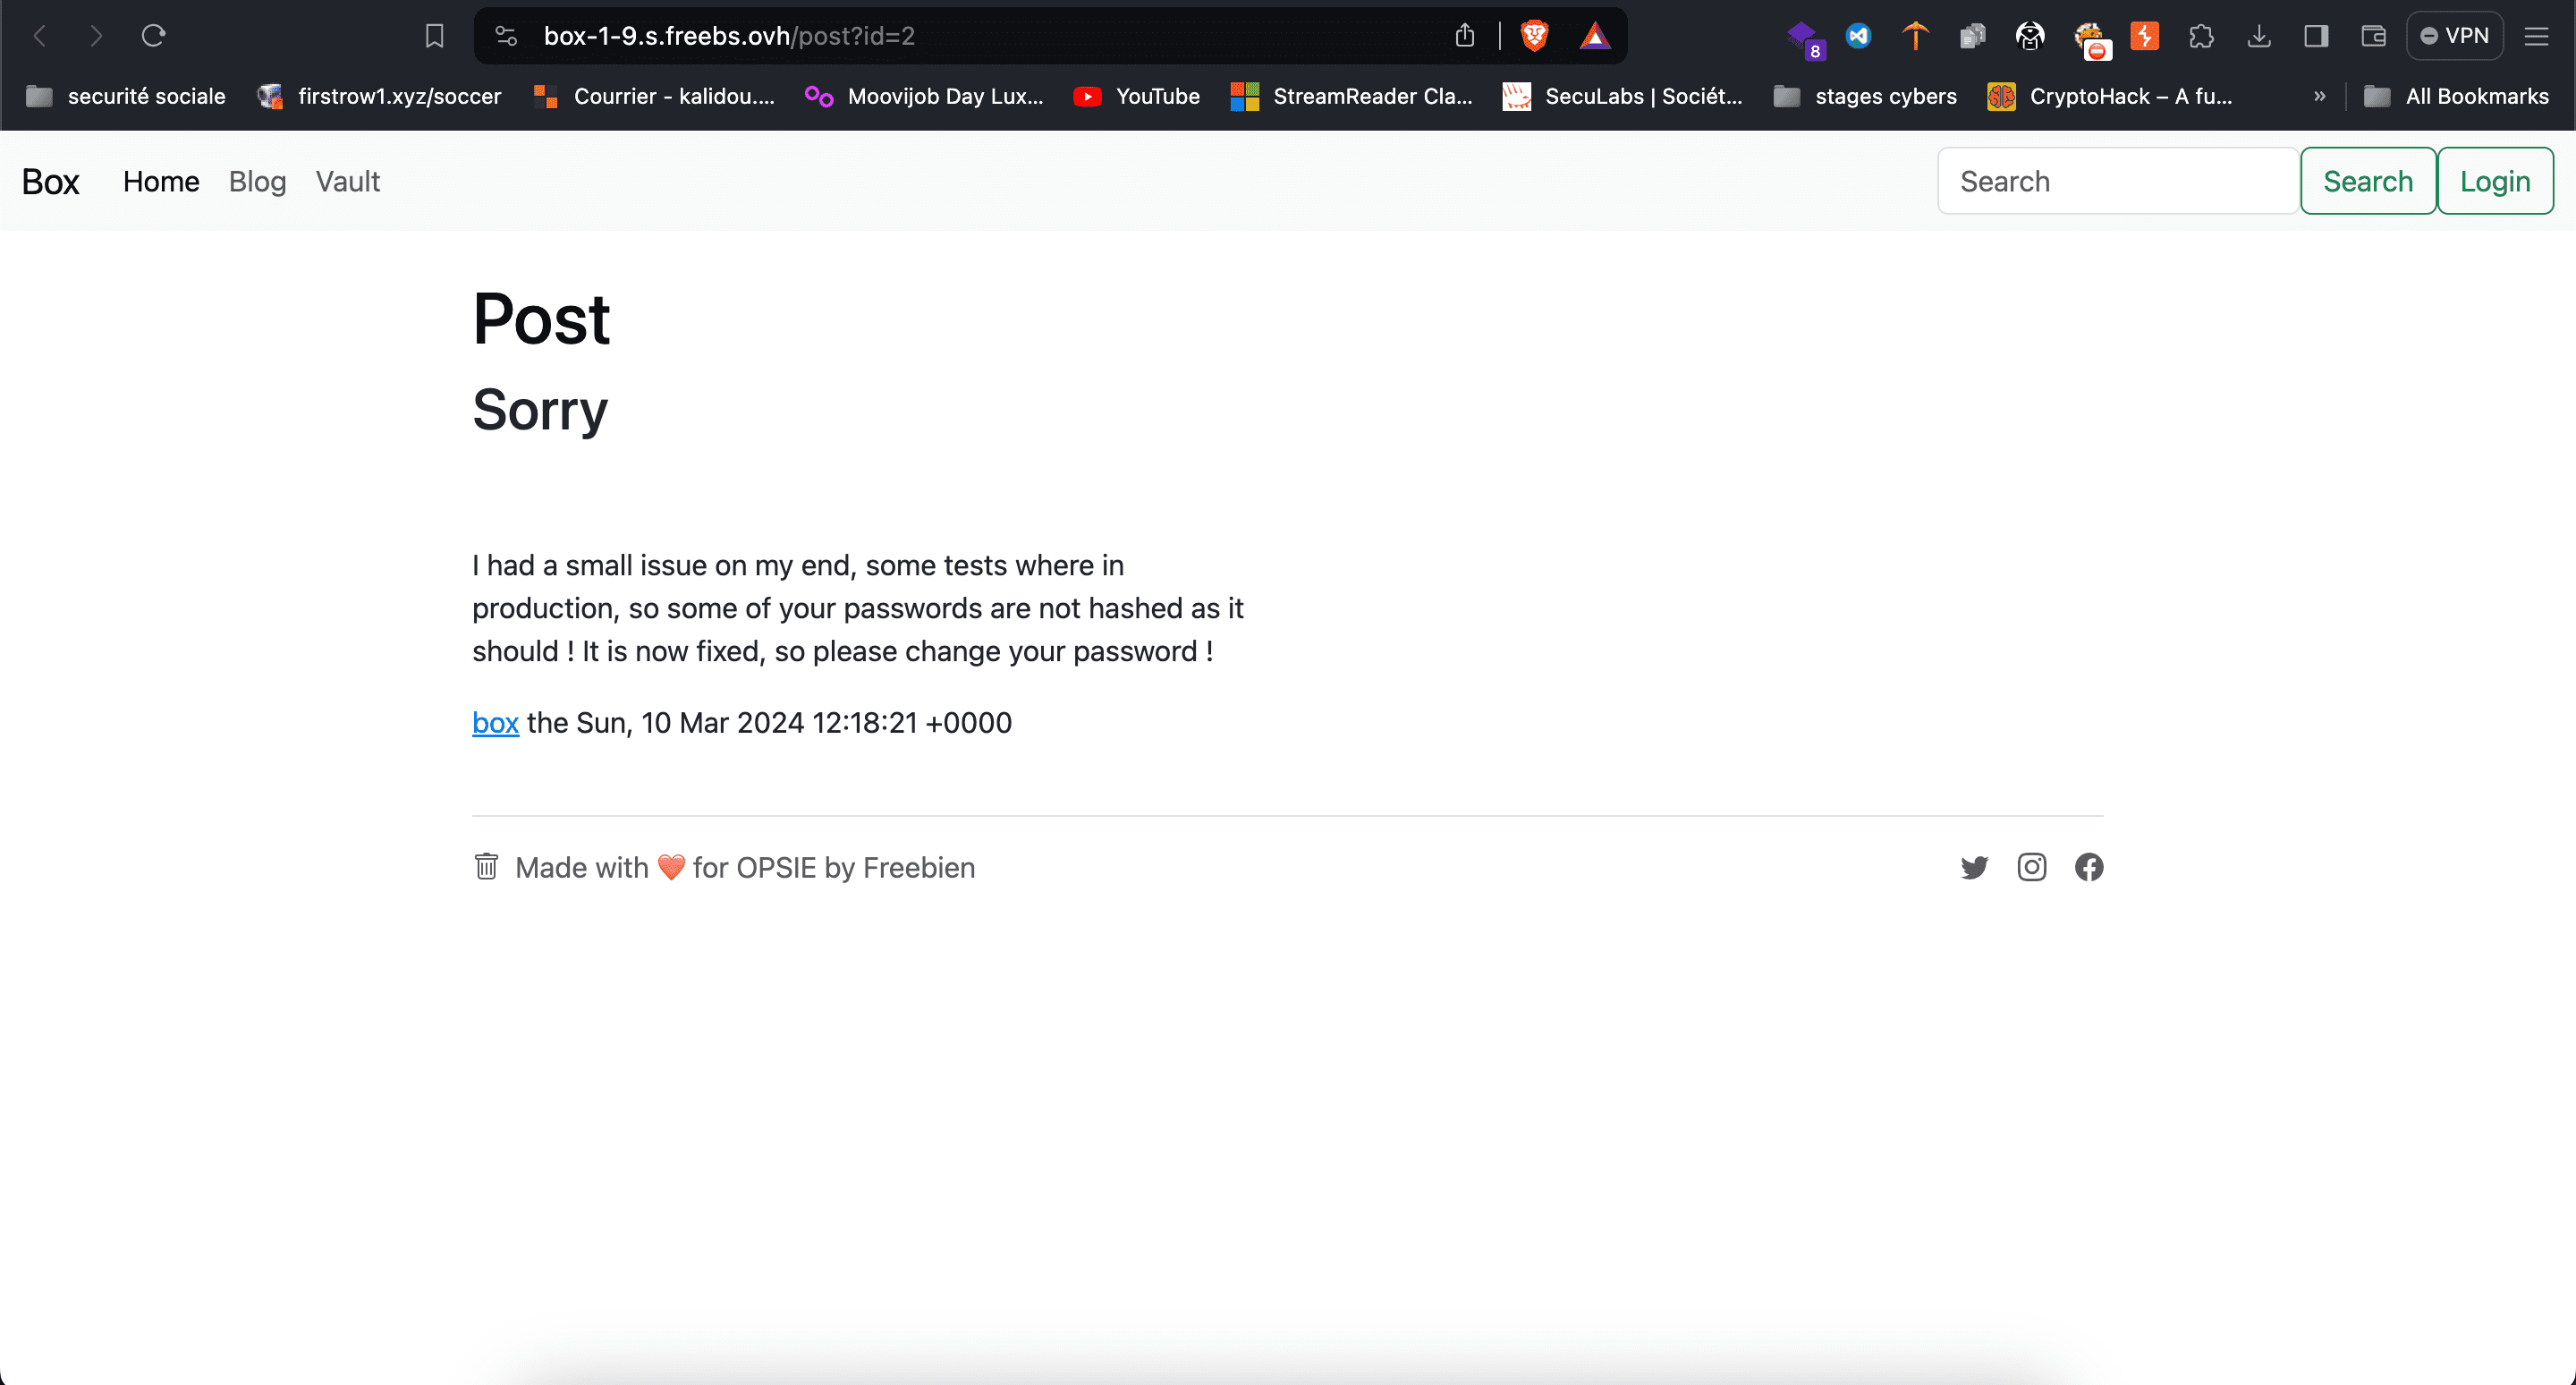 box-1-9.s.freebs.ovh/post?id=2
8
VPN
securité sociale
firstrow1.xyz/soccer
Courrier - kalidou....
Moovijob Day Lux...
YouTube
StreamReader Cla...
SecuLabs | Sociét...
stages cybers
CryptoHack – A fu...
»
All Bookmarks
Box
Home
Blog
Vault
Search
Search
Login
Post
Sorry
I had a small issue on my end, some tests where in
production, so some of your passwords are not hashed as it
should ! It is now fixed, so please change your password !
box the Sun, 10 Mar 2024 12:18:21 +0000
Made with ❤️ for OPSIE by Freebien